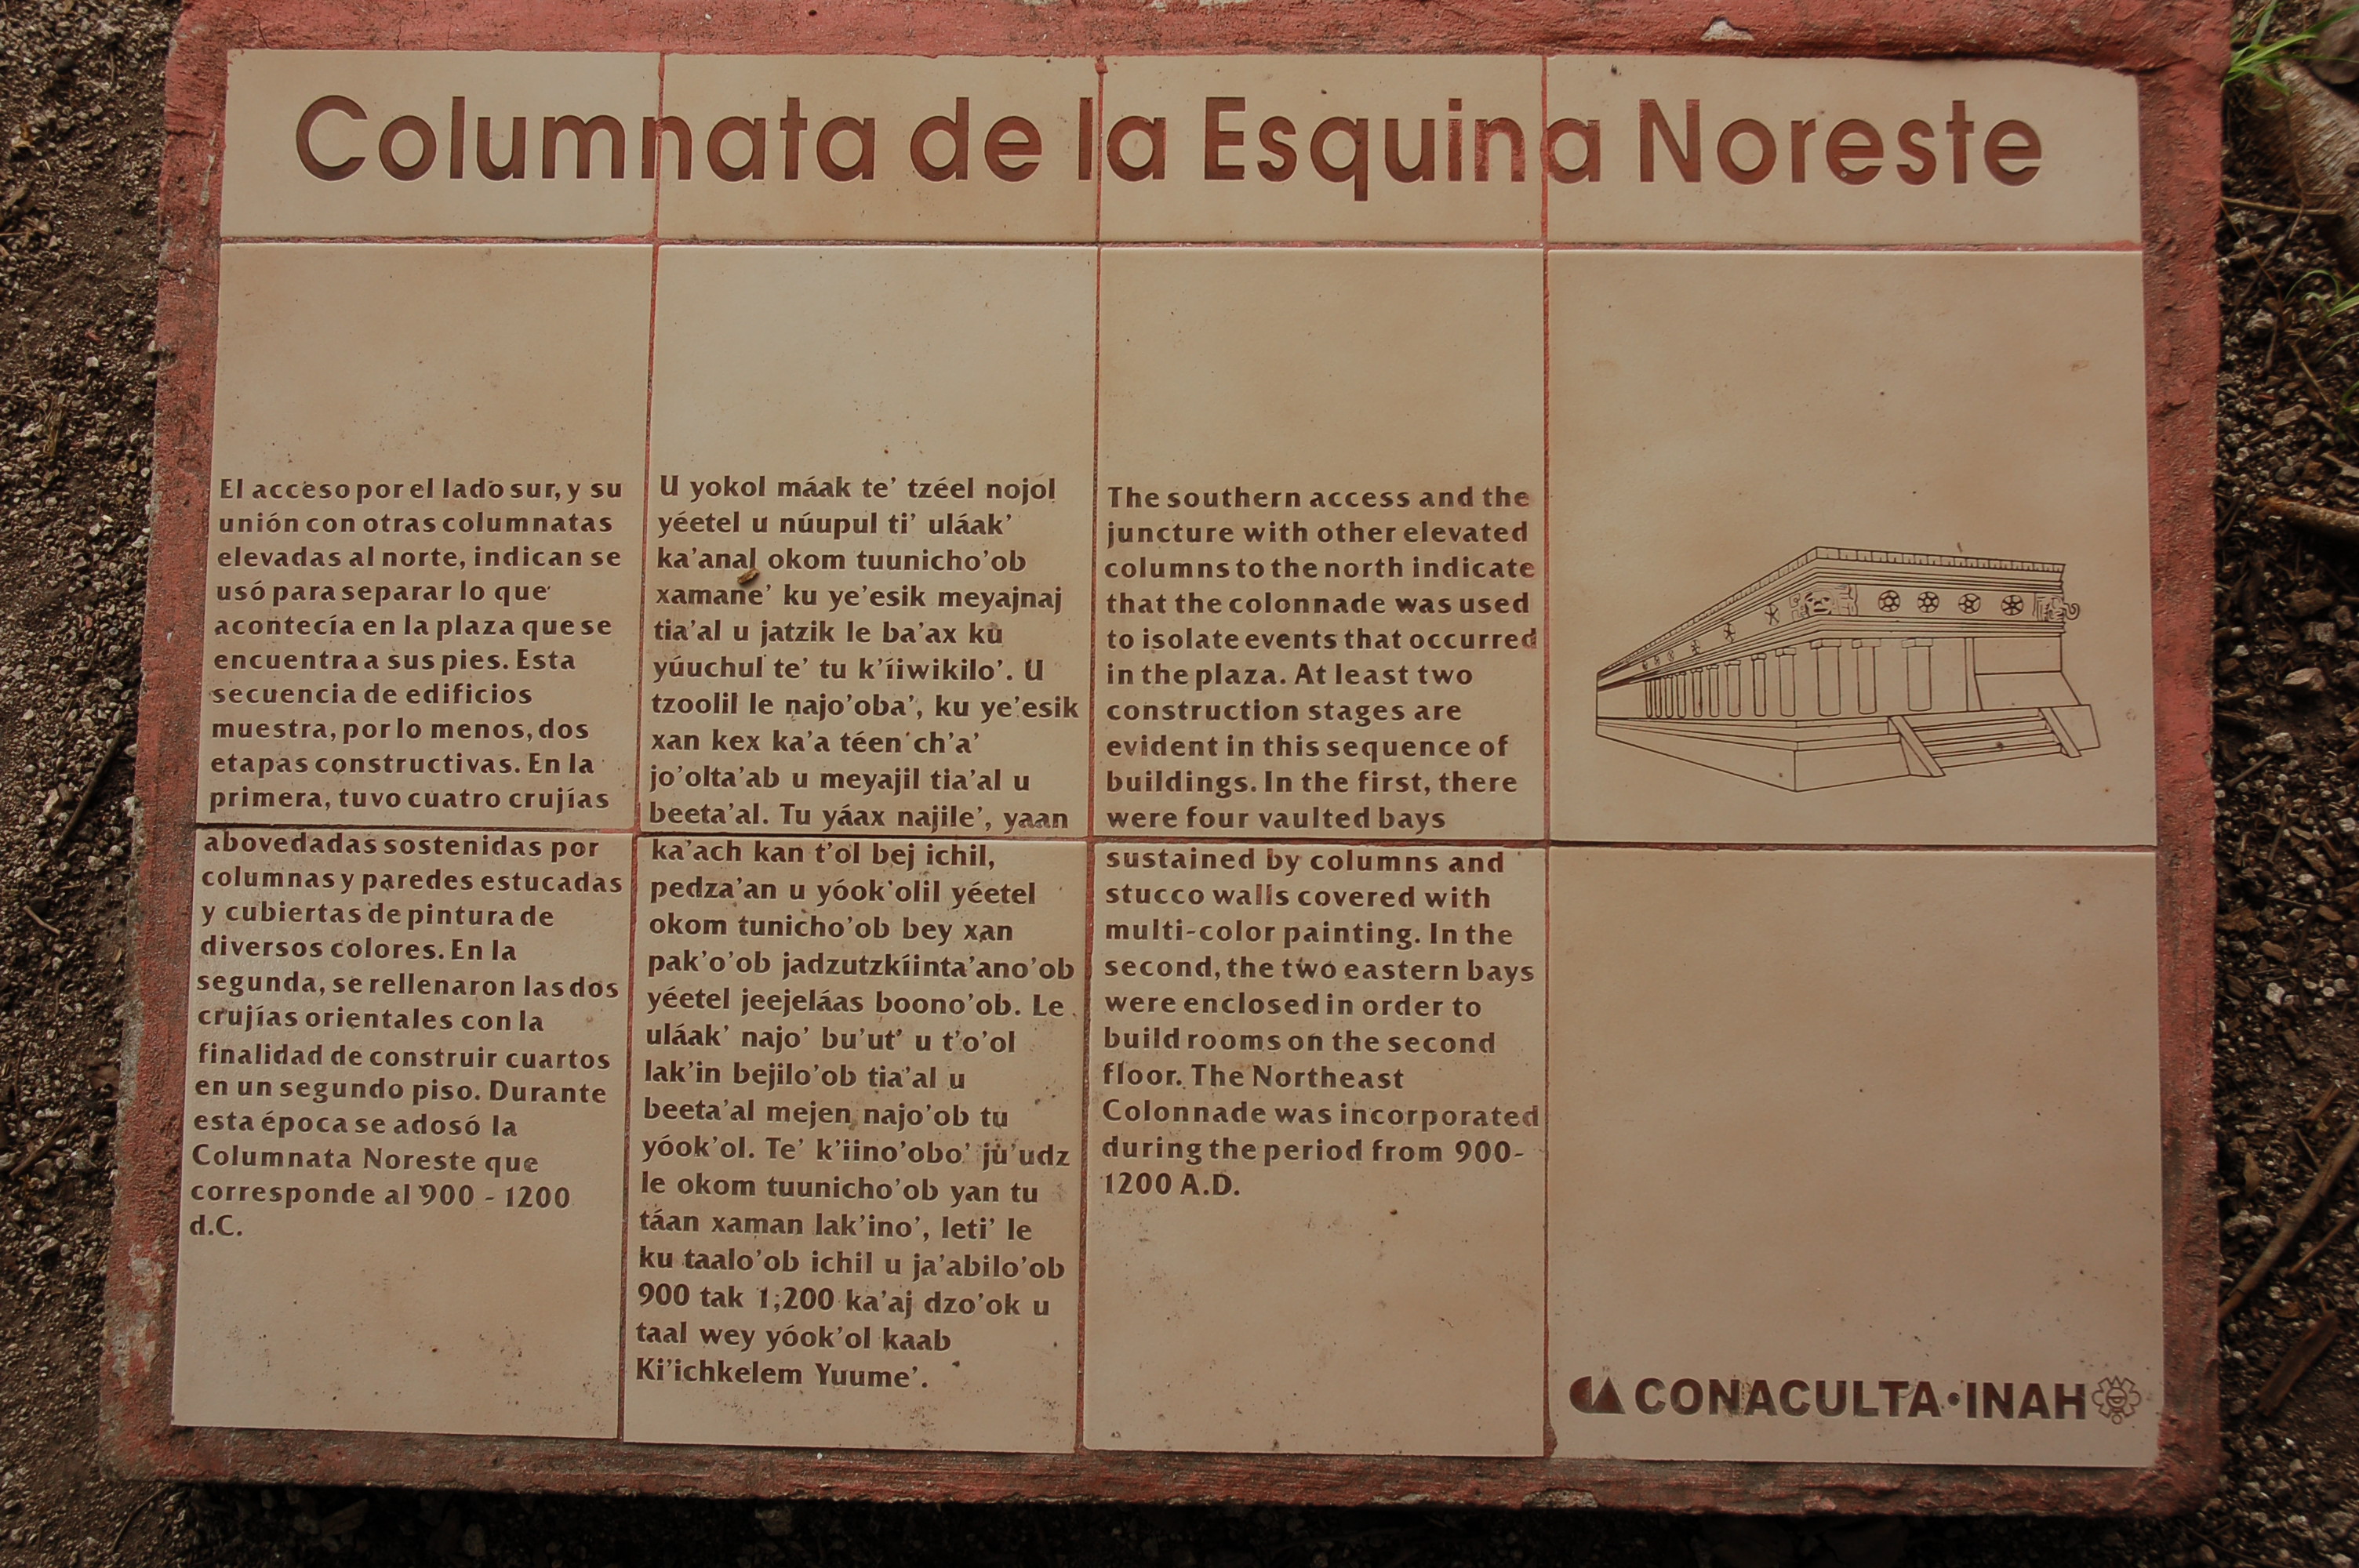 Columnata de la Esquina Noreste
El acceso por el lado sur, y su
unión con otras columnatas
elevadas al norte, indican se
usó para separar lo que
acontecía en la plaza que se
encuentra a sus pies. Esta
secuencia de edificios
muestra, por lo menos, dos
etapas constructivas. En la
primera, tuvo cuatro crujías
abovedadas sostenidas por
columnas y paredes estucadas
y cubiertas de pintura de
diversos colores. En la
segunda, se rellenaron las dos
crujías orientales con la
finalidad de construir cuartos
en un segundo piso. Durante
esta época se adosó la
Columnata Noreste que
corresponde al 900 - 1200
d.C.
U yokol máak te' tzéel nojol
yéetel u núupul ti' uláak'
ka'anal okom tuunicho'ob
xamane' ku ye'esik meyajnaj
tia'al u jatzik le ba'ax ku
yúuchul te' tu k'íiwikilo'. U
tzoolil le najo'oba', ku ye'esik
xan kex ka'a téen ch'a'
jo'olta'ab u meyajil tia'al u
beeta'al. Tu yáax najile', yaan
ka'ach kan t'ol bej ichil,
pedza'an u yóok'olil yéetel
okom tunicho'ob bey xan
pak'o'ob jadzutzkíinta'ano'ob
yéetel jeejeláas boono'ob. Le
uláak' najo' bu'ut' u t'o'ol
lak'in bejilo'ob tia'al u
beeta'al mejen najo'ob tu
yóok'ol. Te' k'iino'obo' ju'udz
le okom tuunicho'ob yan tu
táan xaman lak'ino', leti' le
ku taalo'ob ichil u ja'abilo'ob
900 tak 1,200 ka'aj dzo'ok u
taal wey yóok'ol kaab
Ki'ichkelem Yuume'.
The southern access and the
juncture with other elevated
columns to the north indicate
that the colonnade was used
to isolate events that occurred
in the plaza. At least two
construction stages are
evident in this sequence of
buildings. In the first, there
were four vaulted bays
sustained by columns and
stucco walls covered with
multi-color painting. In the
second, the two eastern bays
were enclosed in order to
build rooms on the second
floor. The Northeast
Colonnade was incorporated
during the period from 900-
1200 A.D.
CONACULTA•INAH